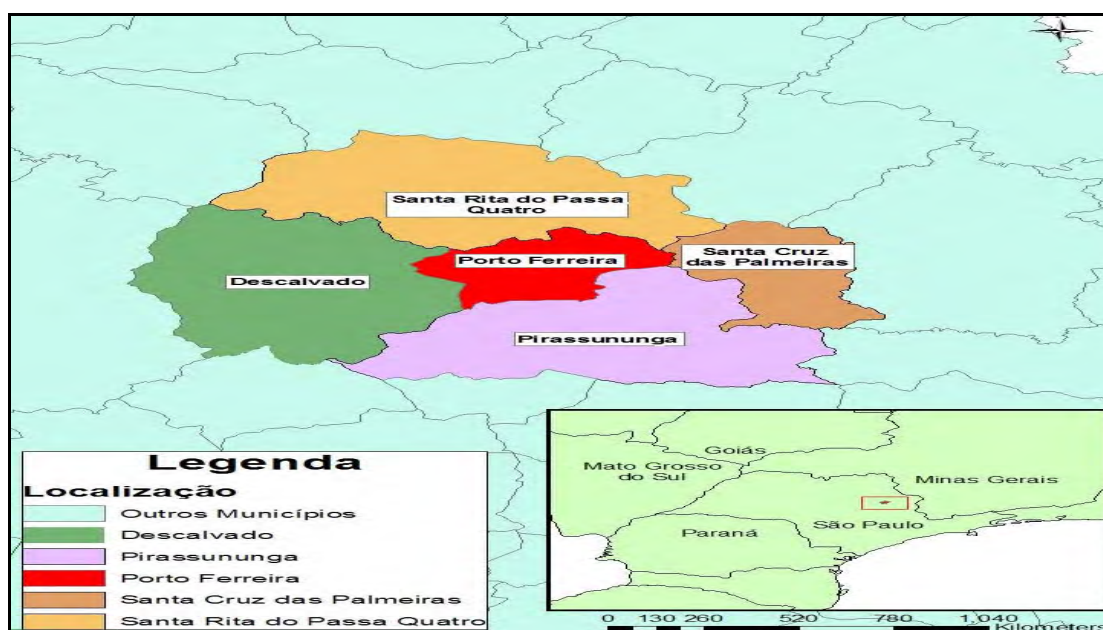 Santa Rita do Passa
Quatro
Porto Ferreira
Santa Cruz
das Palmeiras
Descalvado
Pirassununga
Legenda
Localização
Outros Municípios
Descalvado
Pirassununga
Porto Ferreira
Santa Cruz das Palmeiras
Santa Rita do Passa Quatro
Goiás
Mato Grosso
do Sul
Minas Gerais
São Paulo
Paraná
0 130 260 520 780 1,040
Kilometers